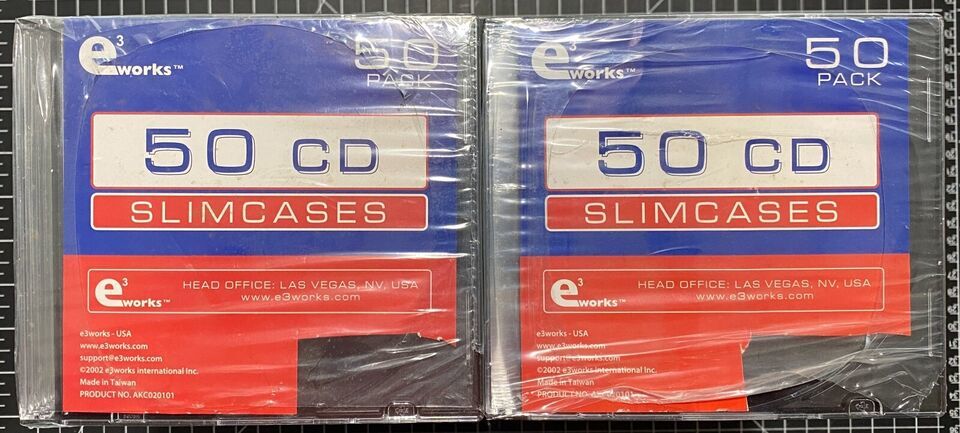 e3works™
50
PACK
50 CD
SLIMCASES
e3works™
HEAD OFFICE: LAS VEGAS, NV, USA
www.e3works.com
e3works - USA
www.e3works.com
support@e3works.com
©2002 e3works international Inc.
Made in Taiwan
PRODUCT NO. AKC020101
e3works™
50
PACK
50 CD
SLIMCASES
e3works™
HEAD OFFICE: LAS VEGAS, NV, USA
www.e3works.com
e3works - USA
www.e3works.com
support@e3works.com
©2002 e3works international Inc.
Made in Taiwan
PRODUCT NO. AKC020101